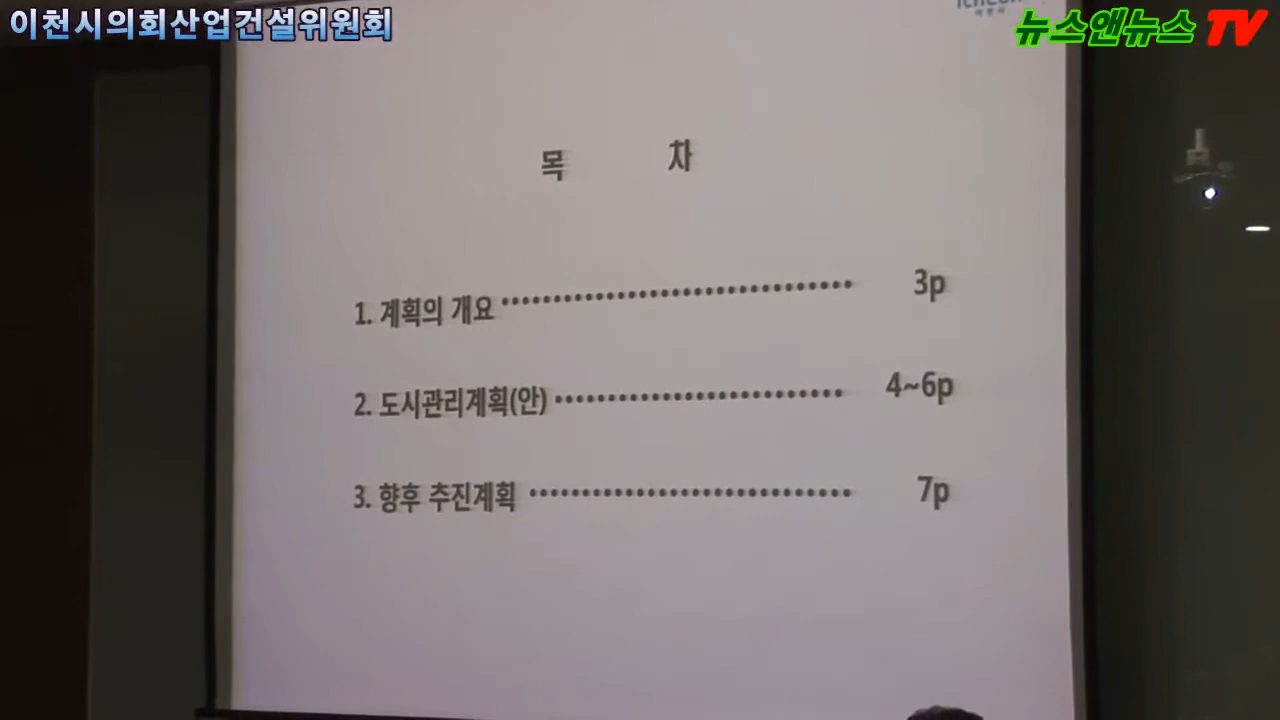 이천시의회산업건설위원회
뉴스앤뉴스 TV
목 차
1. 계획의 개요 3p
2. 도시관리계획(안) 4~6p
3. 향후 추진계획 7p